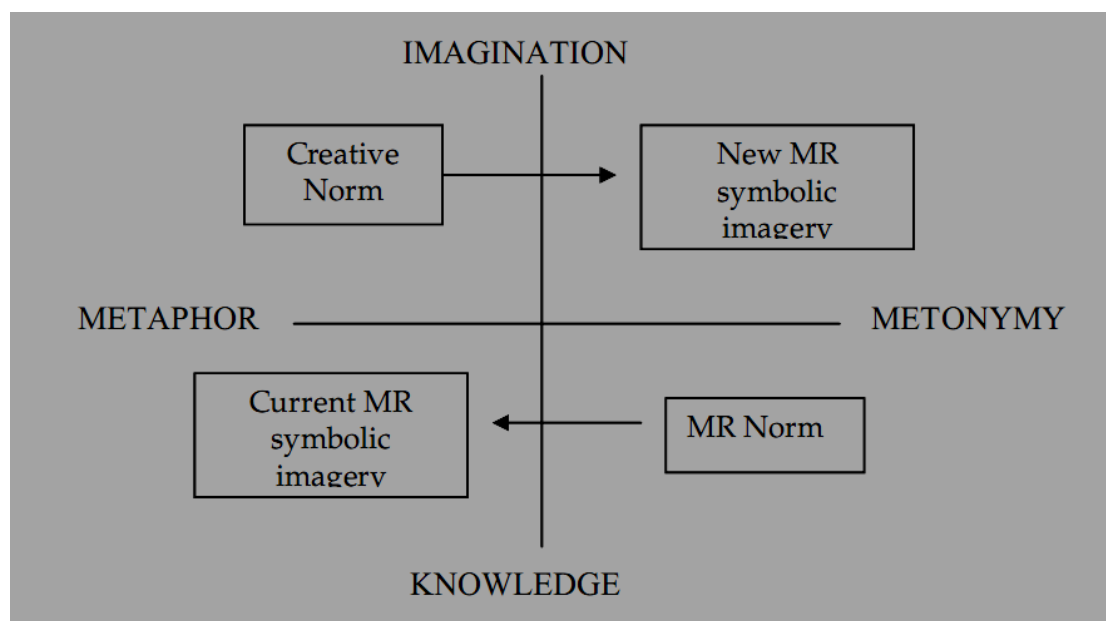 IMAGINATION
Creative
Norm
New MR
symbolic
imagery
METAPHOR
METONYMY
Current MR
symbolic
imagery
MR Norm
KNOWLEDGE